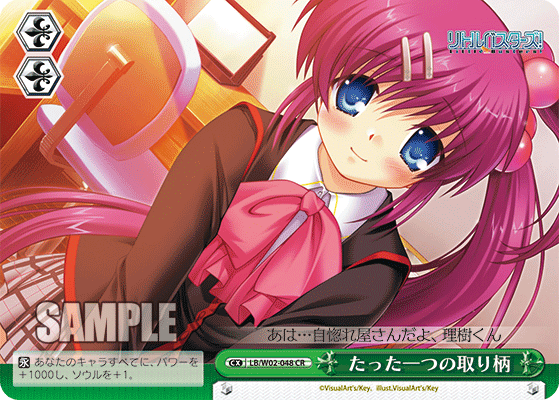 リトルバスターズ!
LITTLE BUSTERS!
SAMPLE
あは…自惚れ屋さんだよ、理樹くん
永 あなたのキャラすべてに、パワーを
+1000し、ソウルを+1。
CX LB/W02-048 CR
たった一つの取り柄
©VisualArt's/Key. illust.VisualArt's/Key